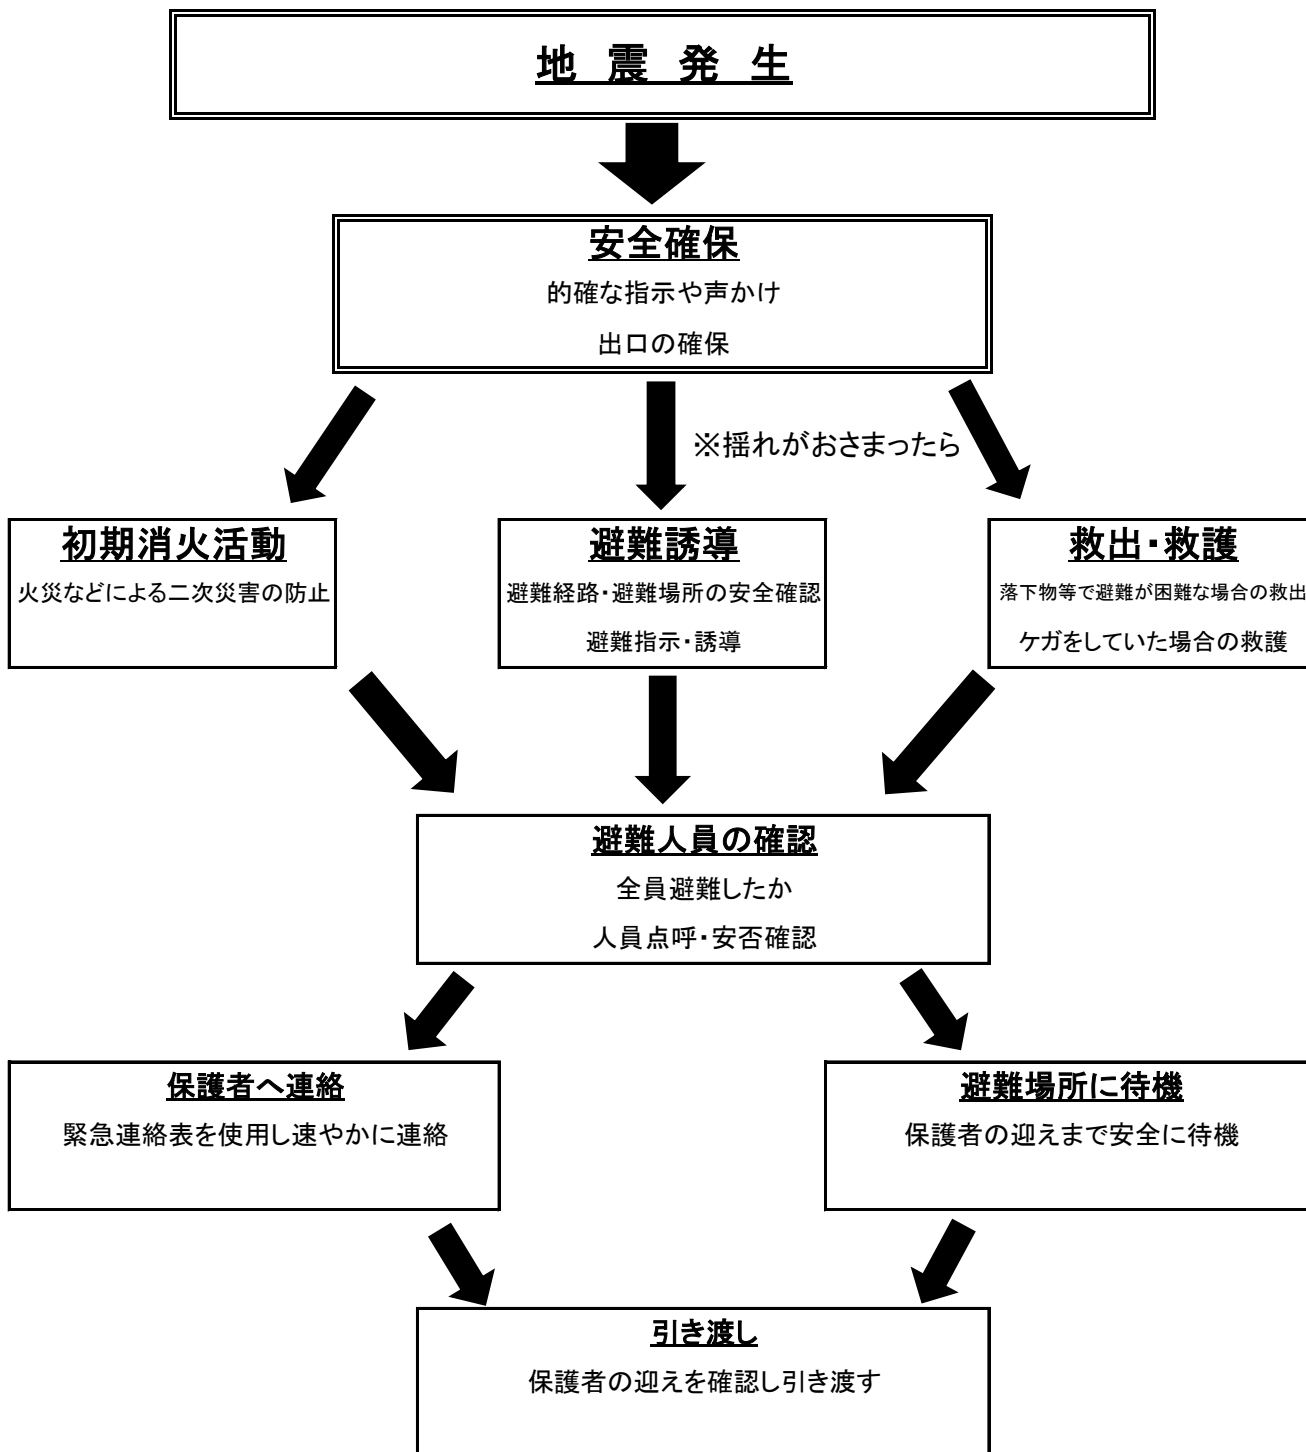 地　震　発　生
安全確保
的確な指示や声かけ
出口の確保
※揺れがおさまったら
初期消火活動
火災などによる二次災害の防止
避難誘導
避難経路・避難場所の安全確認
避難指示・誘導
救出・救護
落下物等で避難が困難な場合の救出
ケガをしていた場合の救護
避難人員の確認
全員避難したか
人員点呼・安否確認
保護者へ連絡
緊急連絡表を使用し速やかに連絡
避難場所に待機
保護者の迎えまで安全に待機
引き渡し
保護者の迎えを確認し引き渡す